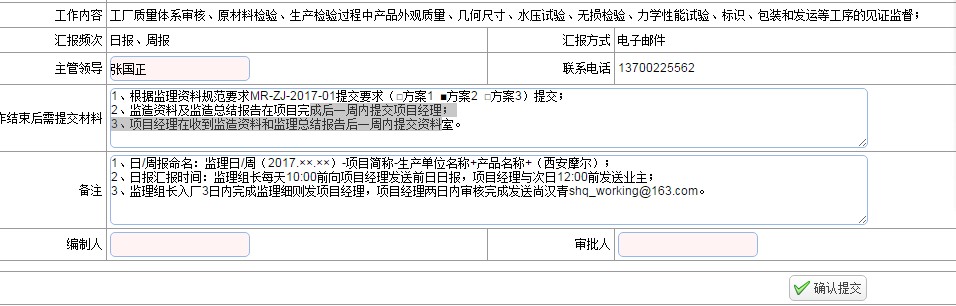 工作内容 工厂质量体系审核、原材料检验、生产检验过程中产品外观质量、几何尺寸、水压试验、无损检验、力学性能试验、标识、包装和发运等工序的见证监督；
汇报频次 日报、周报 汇报方式 电子邮件
主管领导 张国正 联系电话 13700225562
1、根据监理资料规范要求MR-ZJ-2017-01提交要求（□方案1 ■方案2 □方案3）提交；
2、监造资料及监造总结报告在项目完成后一周内提交项目经理；
作结束后需提交材料
3、项目经理在收到监造资料和监理总结报告后一周内提交资料室。
1、日/周报命名：监理日/周（2017.××.××）-项目简称-生产单位名称+产品名称+（西安摩尔）；
2、日报汇报时间：监理组长每天10:00前向项目经理发送前日日报，项目经理与次日12:00前发送业主；
备注
3、监理组长入厂3日内完成监理细则发项目经理，项目经理两日内审核完成发送尚汉青shq_working@163.com。
编制人 审批人
确认提交